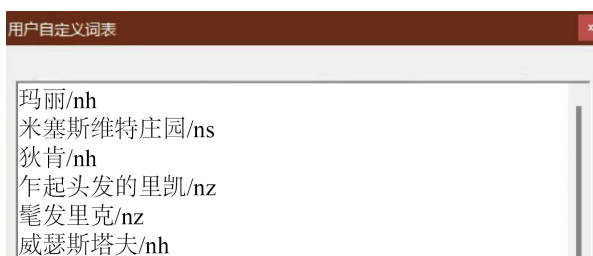 用户自定义词表
玛丽/nh
米塞斯维特庄园/ns
狄肯/nh
乍起头发的里凯/nz
髦发里克/nz
威瑟斯塔夫/nh